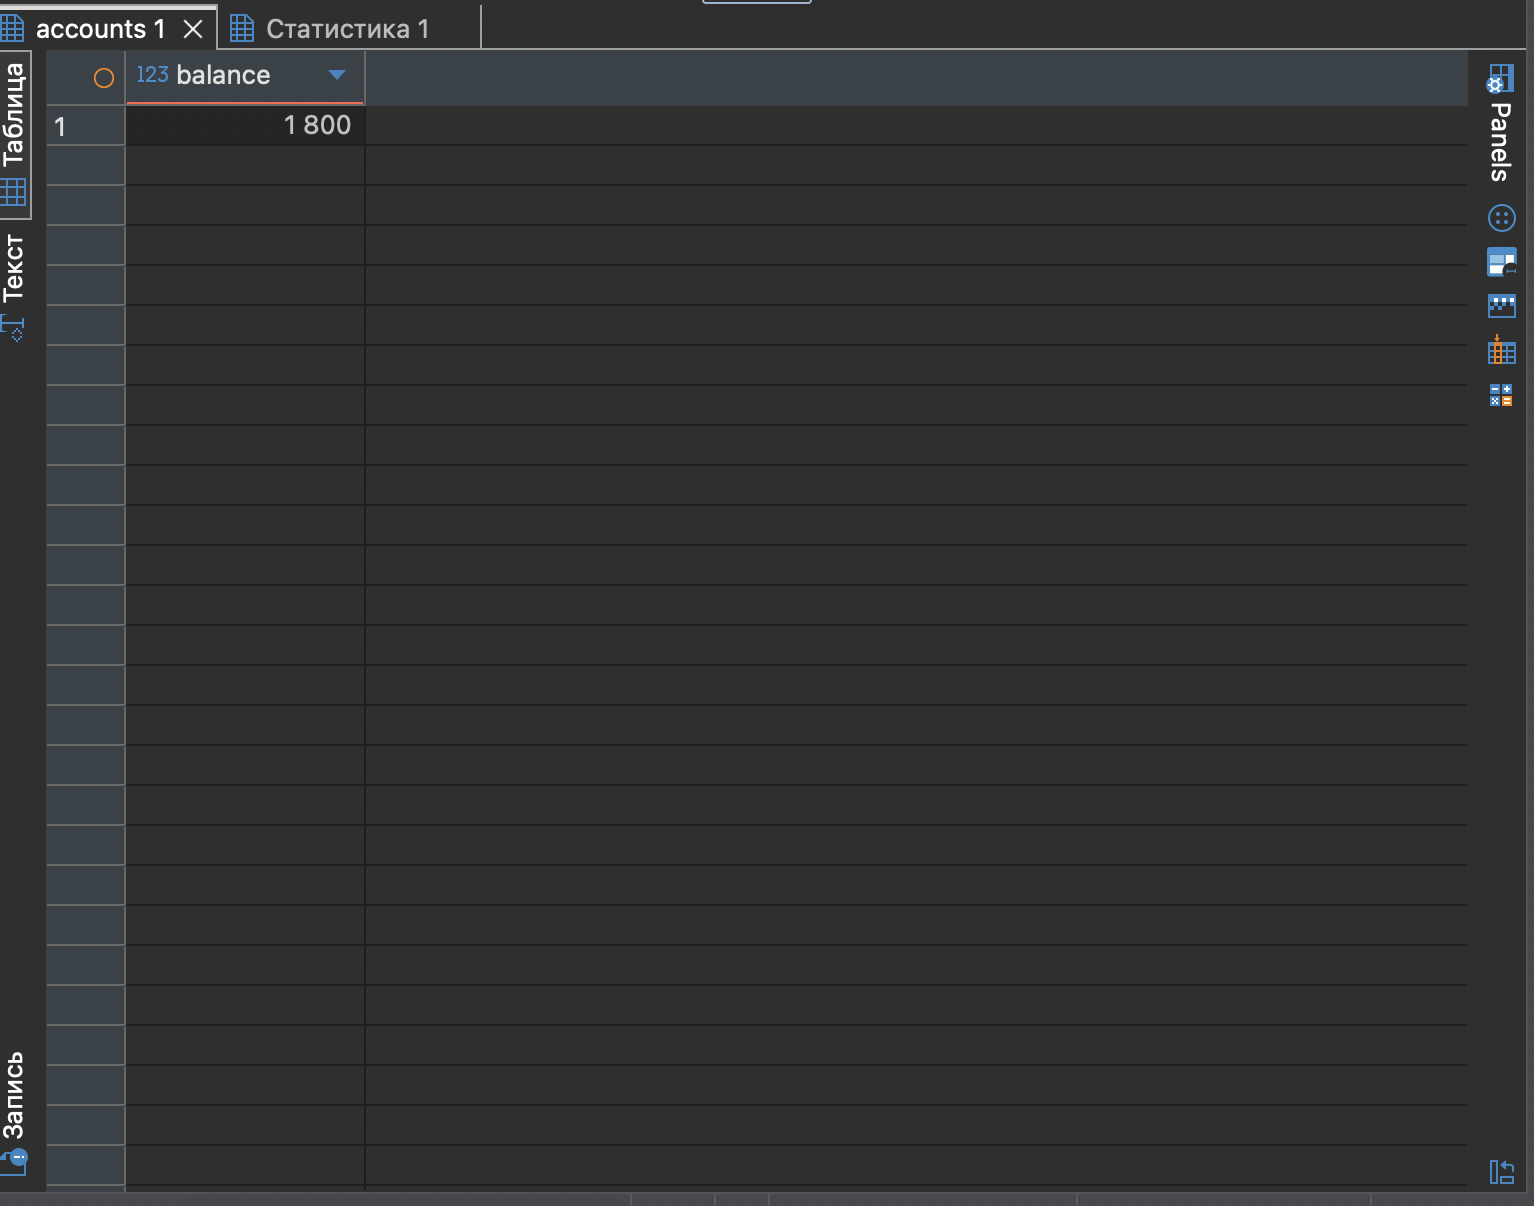 accounts 1
Статистика 1
Таблица
Текст
Запись
123 balance
1
1 800
Panels